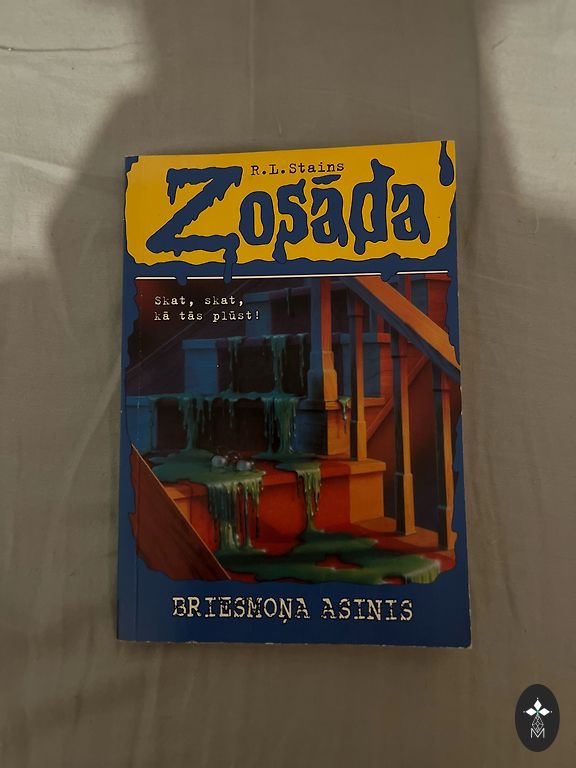 R.L.Stains
Zosāda
Skat, skat,
kā tās plūst!
BRIESMOŅA ASINIS
M